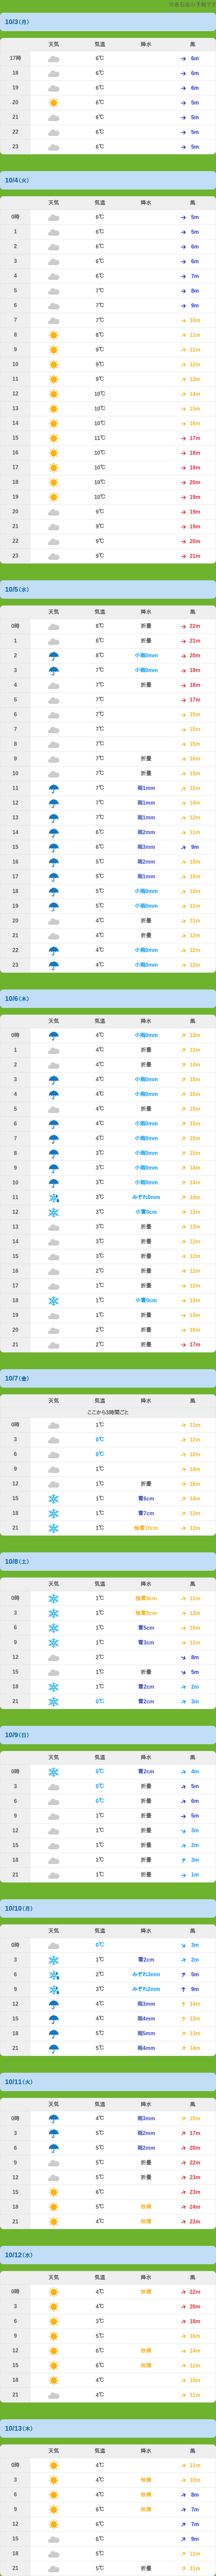 10/3(月)
天気 気温 降水 風
17時 6℃ 6m
18 6℃ 6m
19 6℃ 6m
20 6℃ 5m
21 6℃ 5m
22 6℃ 5m
23 6℃ 5m
10/4(火)
天気 気温 降水 風
0時 6℃ 5m
1 6℃ 5m
2 6℃ 6m
3 6℃ 6m
4 6℃ 7m
5 7℃ 8m
6 7℃ 9m
7 7℃ 10m
8 8℃ 11m
9 9℃ 11m
10 9℃ 12m
11 9℃ 13m
12 10℃ 14m
13 10℃ 15m
14 10℃ 16m
15 11℃ 17m
16 10℃ 18m
17 10℃ 19m
18 10℃ 20m
19 10℃ 19m
20 9℃ 19m
21 9℃ 19m
22 9℃ 20m
23 9℃ 21m
10/5(水)
天気 気温 降水 風
0時 8℃ 折曇 22m
1 8℃ 折曇 21m
2 8℃ 小雨0mm 20m
3 7℃ 小雨0mm 19m
4 7℃ 折曇 18m
5 7℃ 17m
6 7℃ 15m
7 7℃ 15m
8 7℃ 15m
9 7℃ 折曇 16m
10 7℃ 折曇 15m
11 7℃ 雨1mm 15m
12 7℃ 雨1mm 14m
13 7℃ 雨1mm 12m
14 6℃ 雨2mm 11m
15 6℃ 雨3mm 9m
16 5℃ 雨2mm 10m
17 5℃ 雨1mm 10m
18 5℃ 小雨0mm 10m
19 5℃ 小雨0mm 11m
20 4℃ 折曇 11m
21 4℃ 折曇 12m
22 4℃ 小雨0mm 12m
23 4℃ 小雨0mm 12m
10/6(木)
天気 気温 降水 風
0時 4℃ 小雨0mm 13m
1 4℃ 折曇 13m
2 4℃ 折曇 14m
3 4℃ 小雨0mm 15m
4 4℃ 小雨0mm 15m
5 4℃ 折曇 15m
6 4℃ 小雨0mm 15m
7 4℃ 小雨0mm 15m
8 3℃ 小雨0mm 15m
9 3℃ 小雨0mm 14m
10 3℃ 小雨0mm 14m
11 3℃ みぞれ0mm 14m
12 3℃ 小雪0cm 13m
13 3℃ 折曇 13m
14 3℃ 折曇 12m
15 3℃ 折曇 12m
16 2℃ 折曇 12m
17 1℃ 折曇 12m
18 1℃ 小雪0cm 13m
19 1℃ 折曇 14m
20 2℃ 折曇 16m
21 2℃ 折曇 17m
10/7(金)
天気 気温 降水 風
ここから3時間ごと
0時 1℃ 11m
3 0℃ 12m
6 0℃ 12m
9 1℃ 14m
12 1℃ 折曇 16m
15 1℃ 雪6cm 14m
18 1℃ 雪7cm 12m
21 1℃ 強雪10cm 12m
10/8(土)
天気 気温 降水 風
0時 1℃ 強雪9cm 11m
3 1℃ 強雪8cm 13m
6 1℃ 雪5cm 15m
9 1℃ 雪3cm 11m
12 2℃ 8m
15 1℃ 折曇 5m
18 1℃ 雪2cm 2m
21 0℃ 雪2cm 3m
10/9(日)
天気 気温 降水 風
0時 0℃ 雪2cm 4m
3 0℃ 折曇 5m
6 0℃ 折曇 6m
9 1℃ 折曇 5m
12 1℃ 折曇 3m
15 1℃ 折曇 2m
18 1℃ 折曇 3m
21 1℃ 折曇 1m
10/10(月)
天気 気温 降水 風
0時 0℃ 3m
3 1℃ 雪2cm 2m
6 2℃ みぞれ3mm 5m
9 3℃ みぞれ2mm 9m
12 4℃ 雨3mm 14m
15 4℃ 雨4mm 13m
18 5℃ 雨5mm 13m
21 5℃ 雨4mm 14m
10/11(火)
天気 気温 降水 風
0時 4℃ 雨3mm 15m
3 5℃ 雨2mm 17m
6 5℃ 雨2mm 20m
9 5℃ 折曇 22m
12 5℃ 折曇 23m
15 6℃ 23m
18 5℃ 快晴 24m
21 4℃ 快晴 23m
10/12(水)
天気 気温 降水 風
0時 4℃ 快晴 22m
3 4℃ 20m
6 3℃ 18m
9 5℃ 16m
12 6℃ 快晴 14m
15 6℃ 快晴 12m
18 4℃ 10m
21 4℃ 11m
10/13(木)
天気 気温 降水 風
0時 4℃ 11m
3 4℃ 快晴 10m
6 4℃ 快晴 8m
9 6℃ 快晴 7m
12 6℃ 7m
15 6℃ 9m
18 5℃ 11m
21 5℃ 折曇 11m